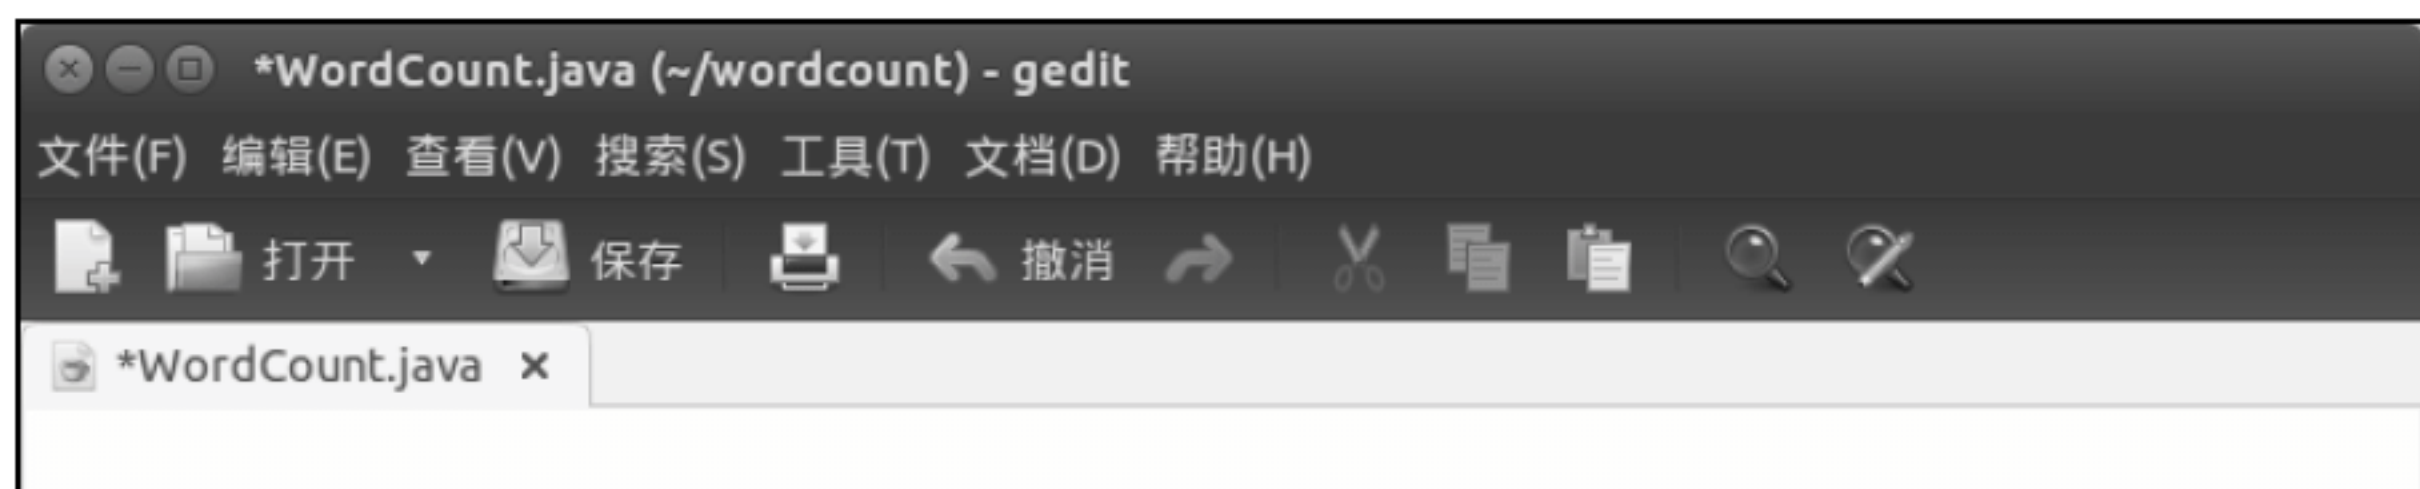 *WordCount.java (~/wordcount) - gedit
文件(F) 编辑(E) 查看(V) 搜索(S) 工具(T) 文档(D) 帮助(H)
打开 保存 撤消
*WordCount.java